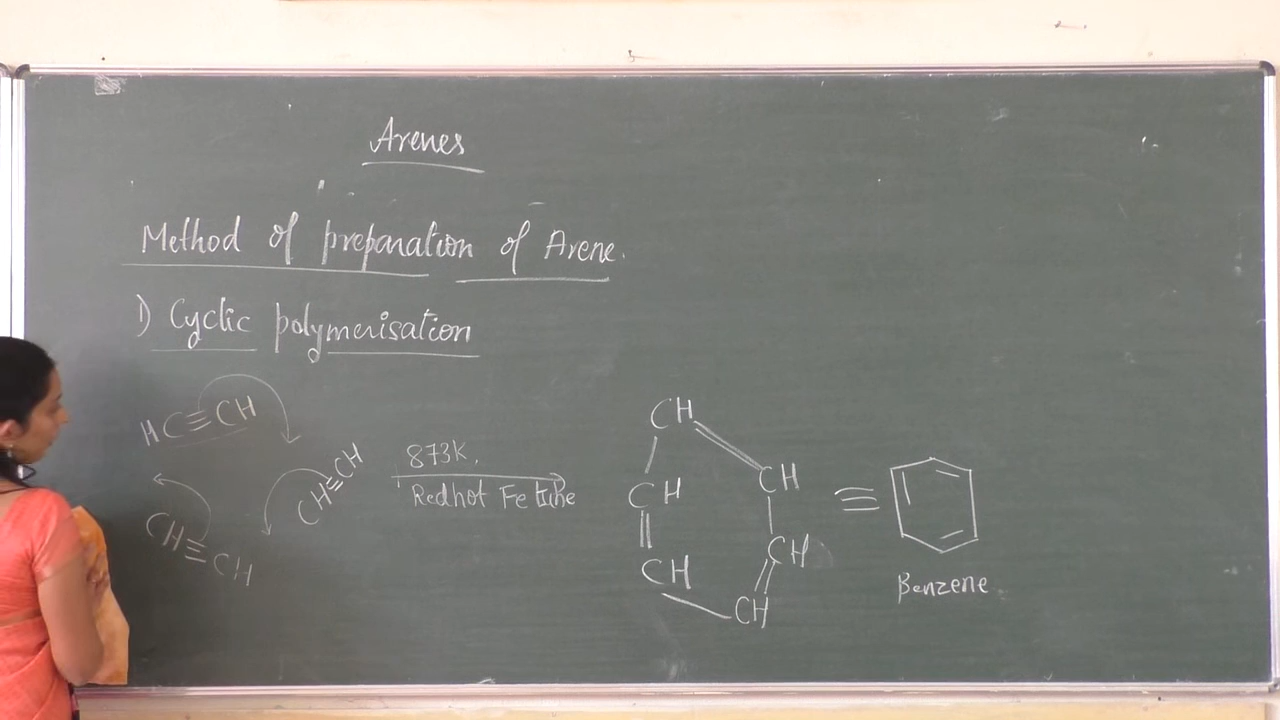 Arenes
Method of preparation of Arene.
1) Cyclic polymerisation
HC≡CH
CH≡CH
CH≡CH
873K,
Redhot Fe tube
CH
CH
CH
CH
CH
CH
≡
Benzene